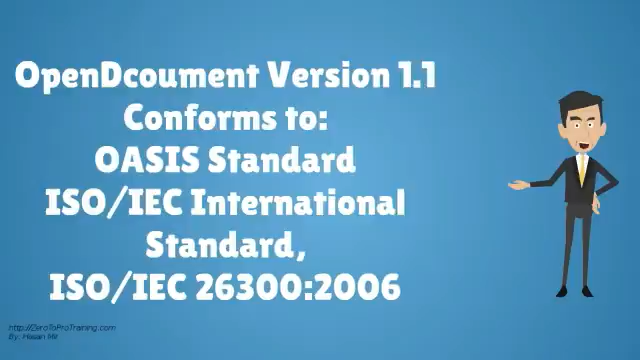 OpenDcoument Version 1.1
Conforms to:
OASIS Standard
ISO/IEC International
Standard,
ISO/IEC 26300:2006
http://ZeroToProTraining.com
By: Hasan Mir